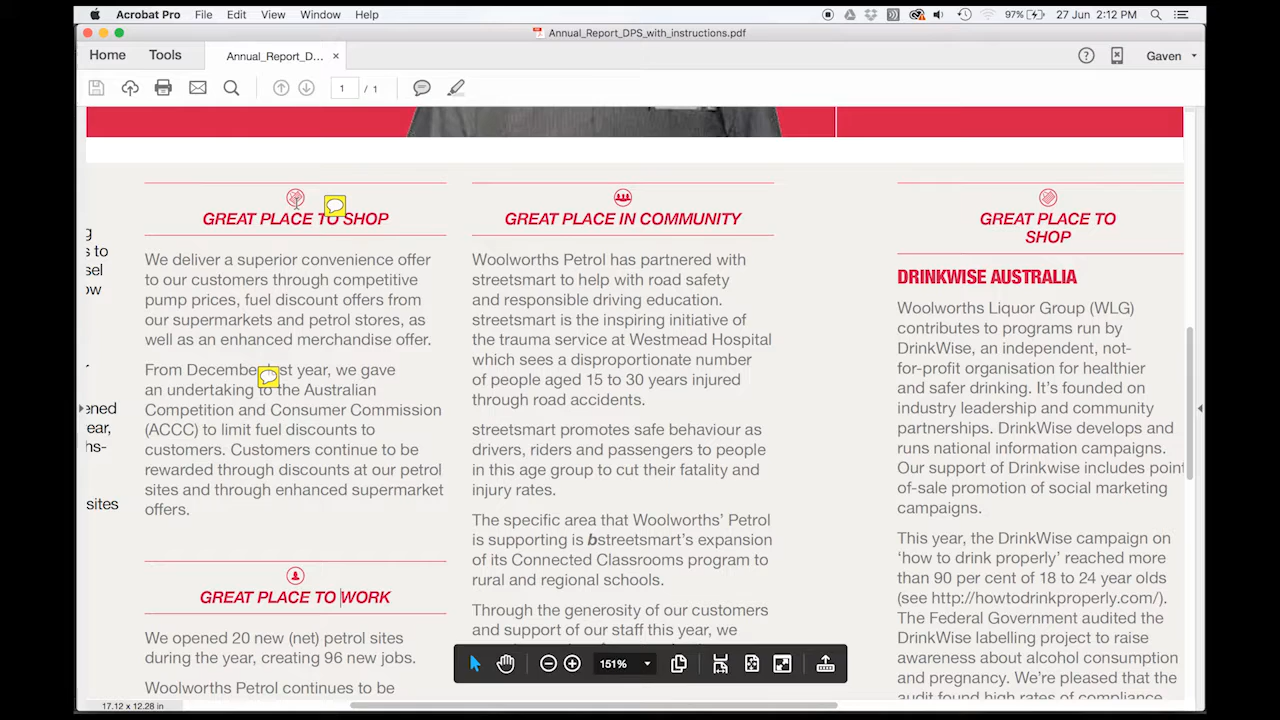 Acrobat Pro File Edit View Window Help
97% 27 Jun 2:12 PM
Annual_Report_DPS_with_instructions.pdf
Home Tools Annual_Report_D... × Gaven
1 / 1
GREAT PLACE TO SHOP
We deliver a superior convenience offer
to our customers through competitive
pump prices, fuel discount offers from
our supermarkets and petrol stores, as
well as an enhanced merchandise offer.
From December last year, we gave
an undertaking to the Australian
Competition and Consumer Commission
(ACCC) to limit fuel discounts to
customers. Customers continue to be
rewarded through discounts at our petrol
sites and through enhanced supermarket
offers.
GREAT PLACE TO WORK
We opened 20 new (net) petrol sites
during the year, creating 96 new jobs.
Woolworths Petrol continues to be
g
s to
sel
ow
ened
ear,
hs-
sites
GREAT PLACE IN COMMUNITY
Woolworths Petrol has partnered with
streetsmart to help with road safety
and responsible driving education.
streetsmart is the inspiring initiative of
the trauma service at Westmead Hospital
which sees a disproportionate number
of people aged 15 to 30 years injured
through road accidents.
streetsmart promotes safe behaviour as
drivers, riders and passengers to people
in this age group to cut their fatality and
injury rates.
The specific area that Woolworths' Petrol
is supporting is bstreetsmart's expansion
of its Connected Classrooms program to
rural and regional schools.
Through the generosity of our customers
and support of our staff this year, we
GREAT PLACE TO
SHOP
DRINKWISE AUSTRALIA
Woolworths Liquor Group (WLG)
contributes to programs run by
DrinkWise, an independent, not-
for-profit organisation for healthier
and safer drinking. It's founded on
industry leadership and community
partnerships. DrinkWise develops and
runs national information campaigns.
Our support of Drinkwise includes point
of-sale promotion of social marketing
campaigns.
This year, the DrinkWise campaign on
'how to drink properly' reached more
than 90 per cent of 18 to 24 year olds
(see http://howtodrinkproperly.com/).
The Federal Government audited the
DrinkWise labelling project to raise
awareness about alcohol consumption
and pregnancy. We're pleased that the
audit found high rates of compliance
151%
17.12 x 12.28 in